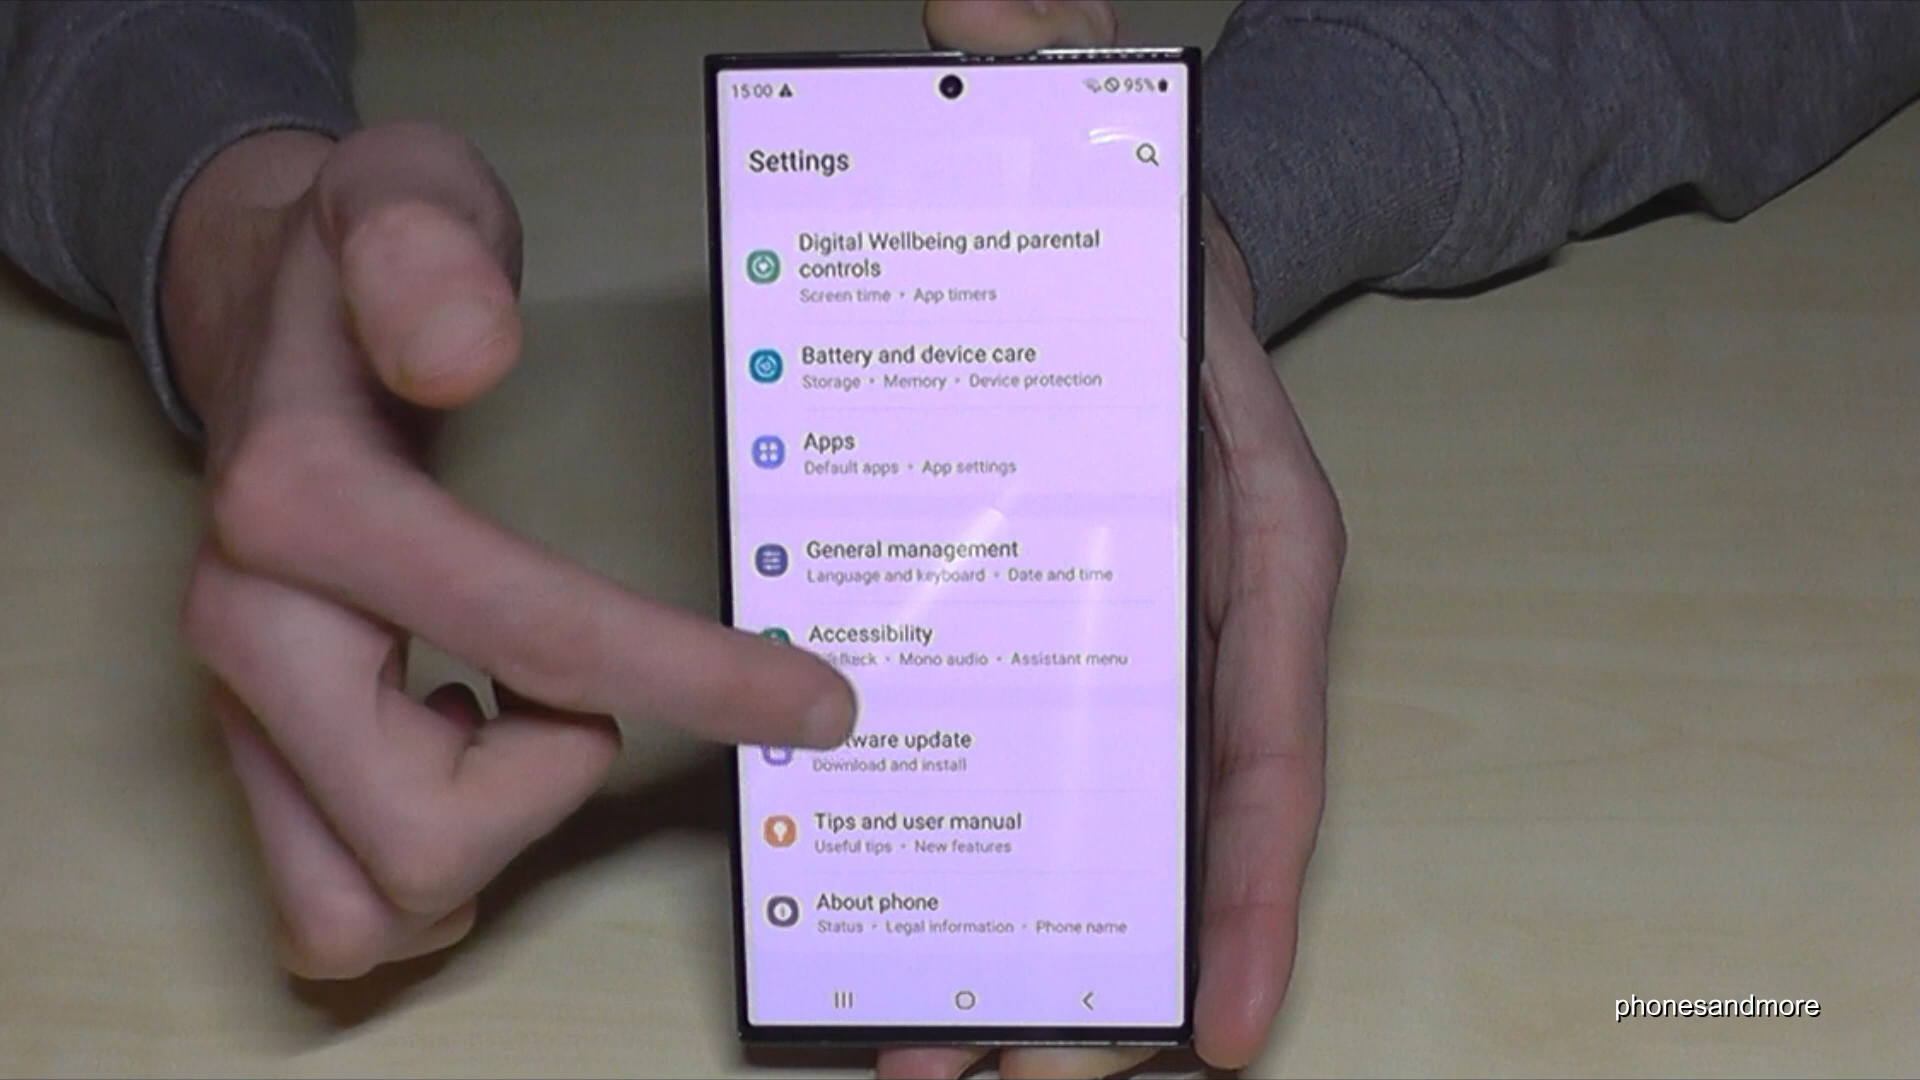 15:00
95%
Settings
Digital Wellbeing and parental
controls
Screen time • App timers
Battery and device care
Storage • Memory • Device protection
Apps
Default apps • App settings
General management
Language and keyboard • Date and time
Accessibility
• Mono audio • Assistant menu
update
Download and install
Tips and user manual
Useful tips • New features
About phone
Status • Legal information • Phone name
phonesandmore